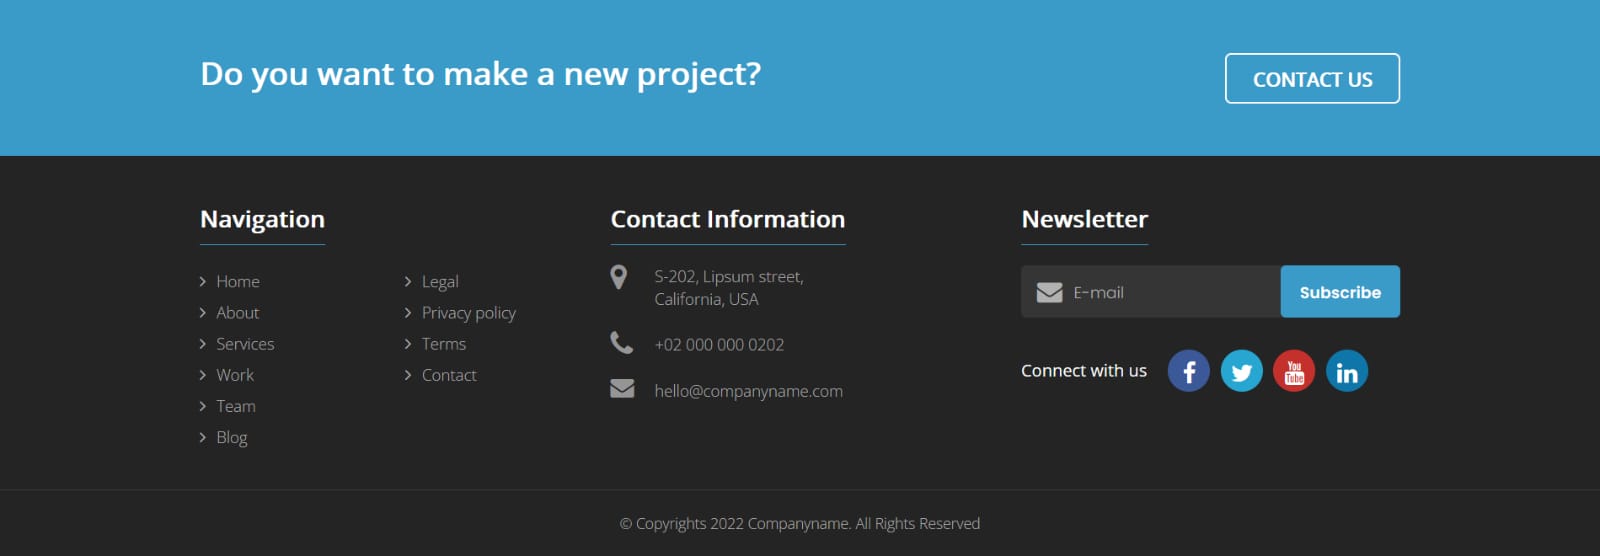 Do you want to make a new project?
CONTACT US
Navigation
Home
About
Services
Work
Team
Blog
Legal
Privacy policy
Terms
Contact
Contact Information
S-202, Lipsum street,
California, USA
+02 000 000 0202
hello@companyname.com
Newsletter
E-mail
Subscribe
Connect with us
You
Tube
© Copyrights 2022 Companyname. All Rights Reserved